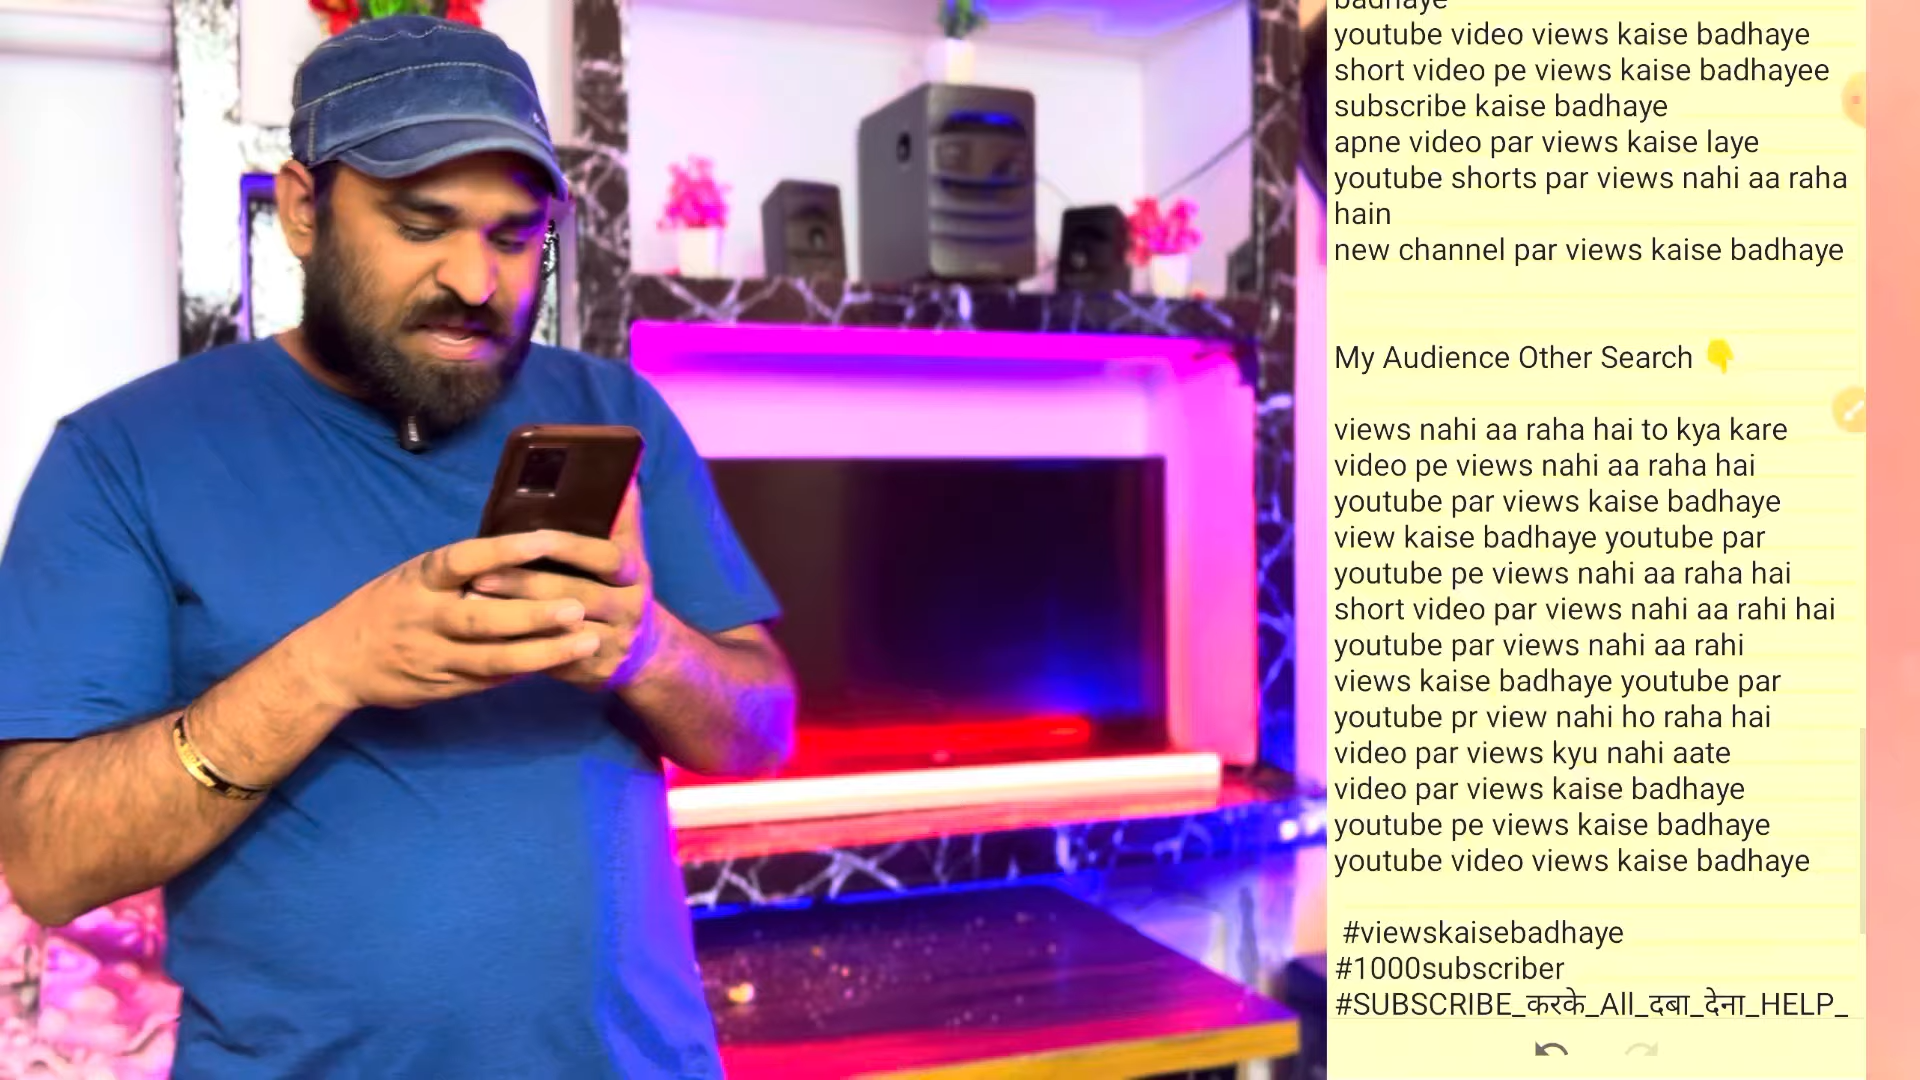 badhaye
youtube video views kaise badhaye
short video pe views kaise badhayee
subscribe kaise badhaye
apne video par views kaise laye
youtube shorts par views nahi aa raha
hain
new channel par views kaise badhaye
My Audience Other Search 👇
views nahi aa raha hai to kya kare
video pe views nahi aa raha hai
youtube par views kaise badhaye
view kaise badhaye youtube par
youtube pe views nahi aa raha hai
short video par views nahi aa rahi hai
youtube par views nahi aa rahi
views kaise badhaye youtube par
youtube pr view nahi ho raha hai
video par views kyu nahi aate
video par views kaise badhaye
youtube pe views kaise badhaye
youtube video views kaise badhaye
#viewskaisebadhaye
#1000subscriber
#SUBSCRIBE_करके_All_दबा_देना_HELP_